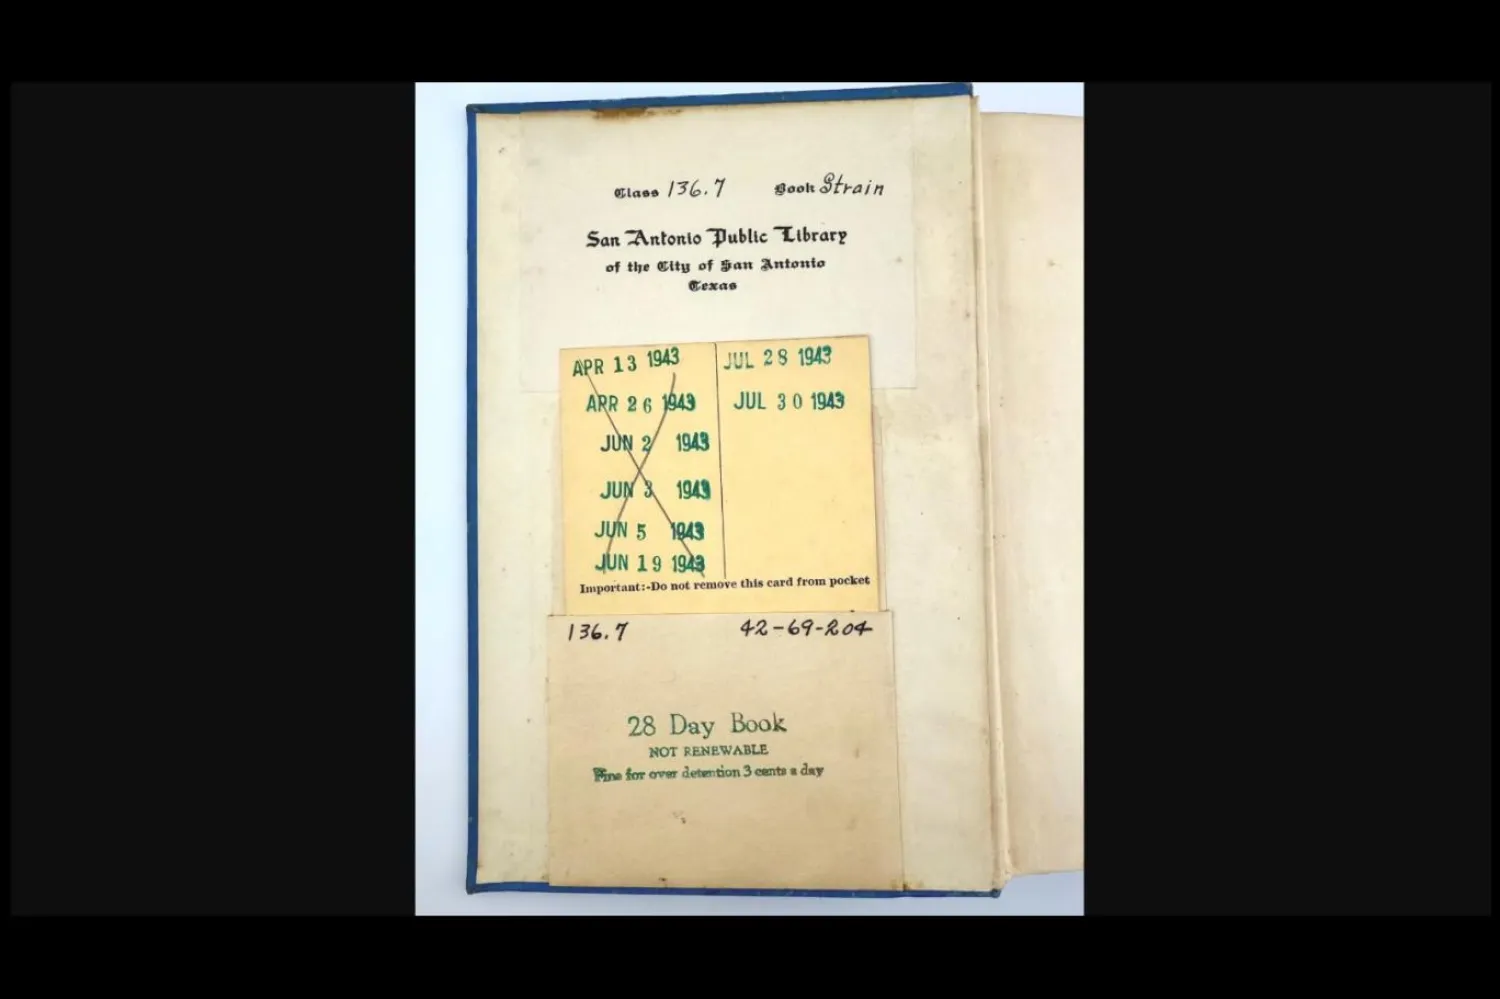 Class 136.7 Book Strain
San Antonio Public Library
of the City of San Antonio
Texas
APR 13 1943
APR 26 1943
JUN 2 1943
JUN 3 1943
JUN 5 1943
JUN 19 1943
JUL 28 1943
JUL 30 1943
Important:-Do not remove this card from pocket
136.7 42-69-204
28 Day Book
NOT RENEWABLE
Fine for over detention 3 cents a day